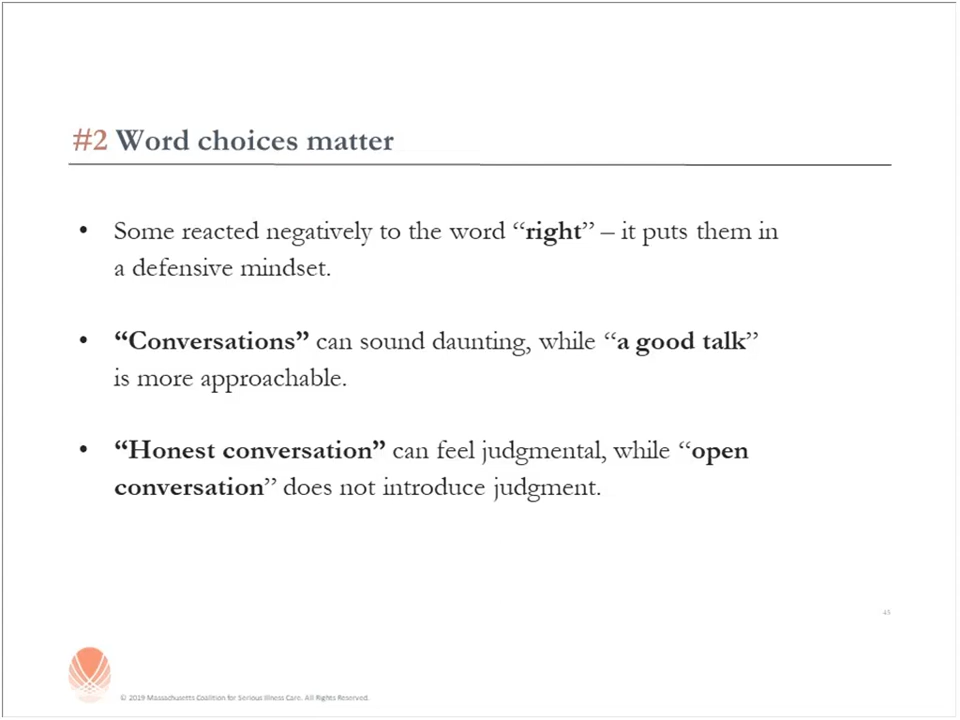 #2 Word choices matter
• Some reacted negatively to the word “right” – it puts them in
a defensive mindset.
• “Conversations” can sound daunting, while “a good talk”
is more approachable.
• “Honest conversation” can feel judgmental, while “open
conversation” does not introduce judgment.
© 2019 Massachusetts Coalition for Serious Illness Care. All Rights Reserved.